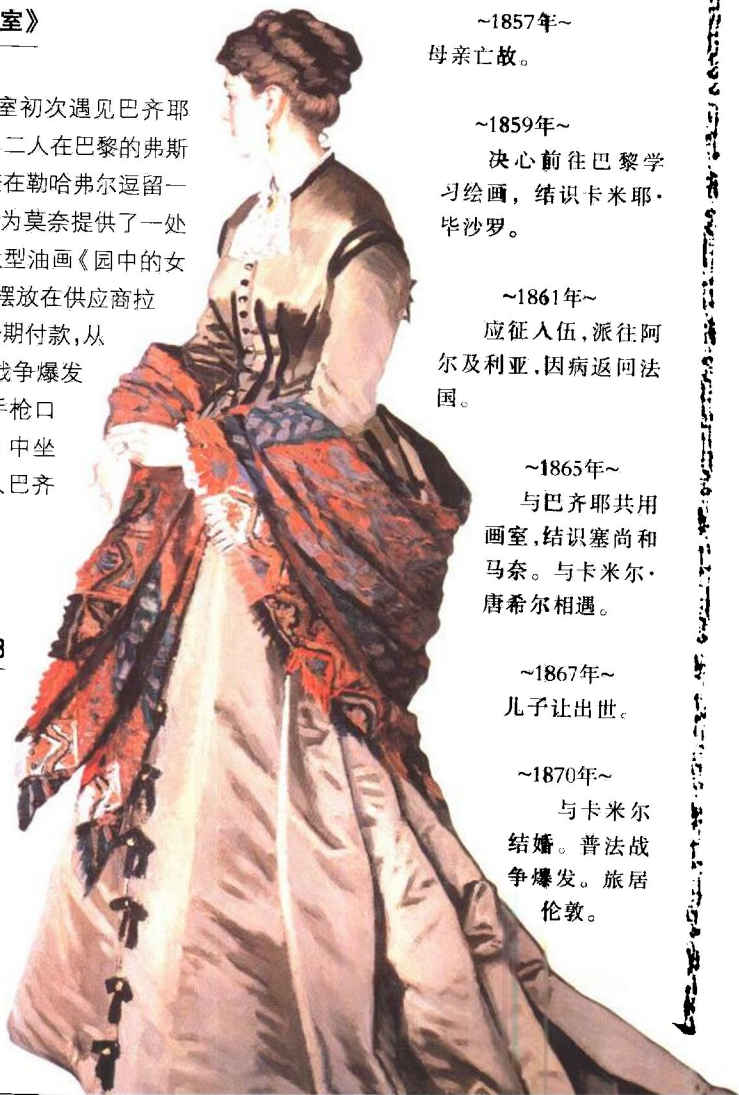 室》
室初次遇见巴齐耶
二人在巴黎的弗斯
在勒哈弗尔逗留一
为莫奈提供了一处
型油画《园中的女
摆放在供应商拉
期付款,从
战争爆发
手枪口
中坐
巴齐
~1857年~
母亲亡故。
~1859年~
决心前往巴黎学
习绘画，结识卡米耶·
毕沙罗。
~1861年~
应征入伍,派往阿
尔及利亚,因病返回法
国。
~1865年~
与巴齐耶共用
画室,结识塞尚和
马奈。与卡米尔·
唐希尔相遇。
~1867年~
儿子让出世。
~1870年~
与卡米尔
结婚。普法战
争爆发。旅居
伦敦。